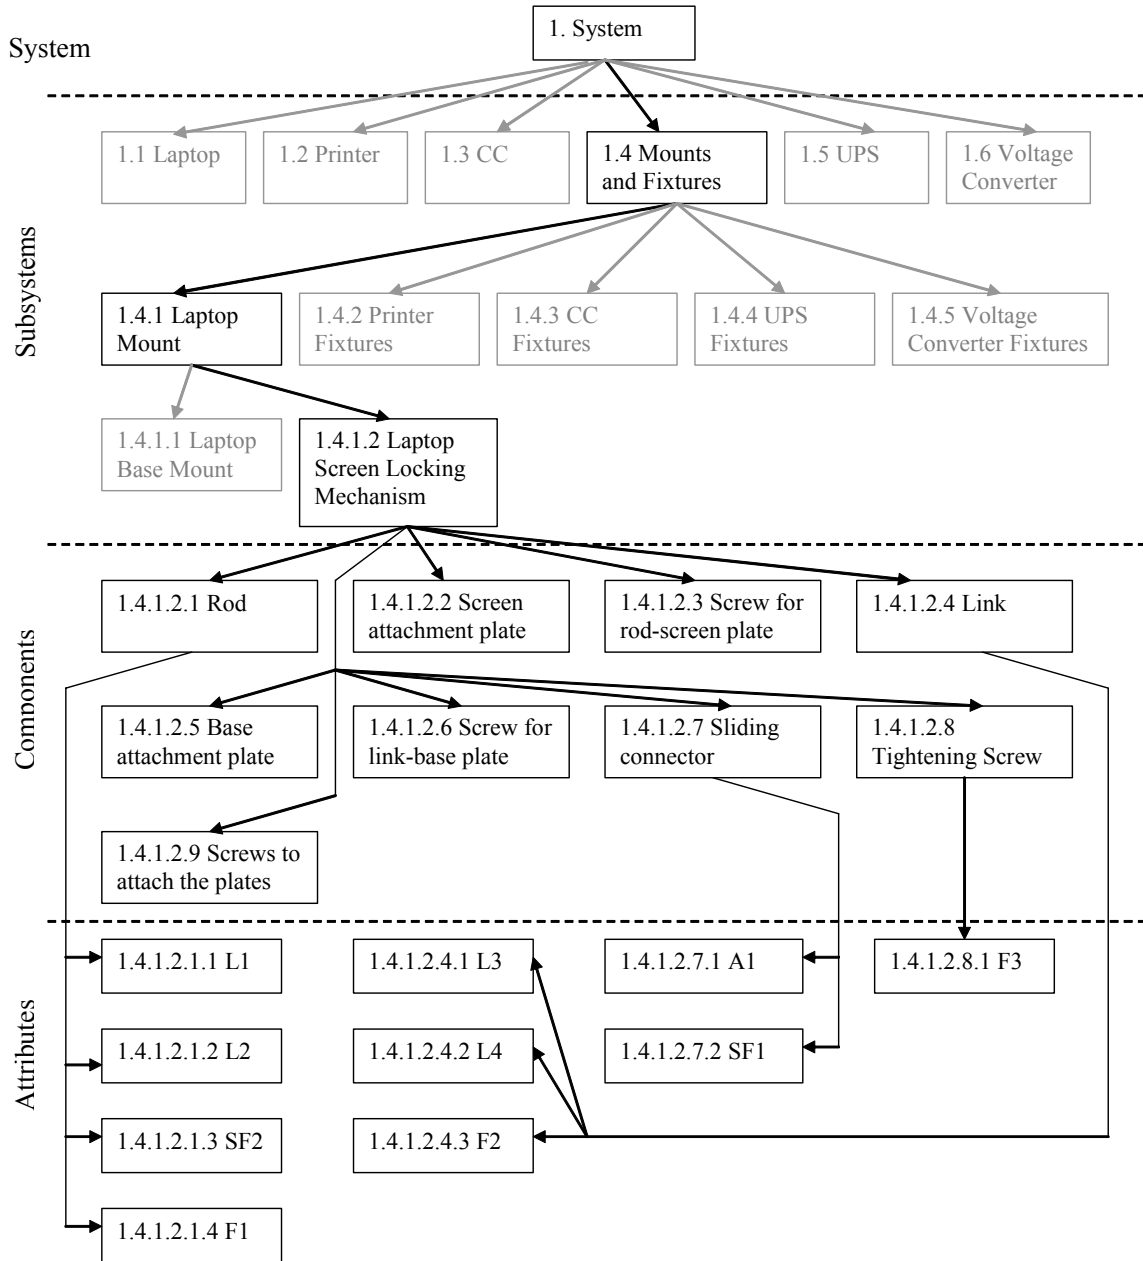 1. System
System
1.1 Laptop
1.2 Printer
1.3 CC
1.4 Mounts
and Fixtures
1.5 UPS
1.6 Voltage
Converter
Subsystems
1.4.1 Laptop
Mount
1.4.2 Printer
Fixtures
1.4.3 CC
Fixtures
1.4.4 UPS
Fixtures
1.4.5 Voltage
Converter Fixtures
1.4.1.1 Laptop
Base Mount
1.4.1.2 Laptop
Screen Locking
Mechanism
Components
1.4.1.2.1 Rod
1.4.1.2.2 Screen
attachment plate
1.4.1.2.3 Screw for
rod-screen plate
1.4.1.2.4 Link
1.4.1.2.5 Base
attachment plate
1.4.1.2.6 Screw for
link-base plate
1.4.1.2.7 Sliding
connector
1.4.1.2.8
Tightening Screw
1.4.1.2.9 Screws to
attach the plates
Attributes
1.4.1.2.1.1 L1
1.4.1.2.4.1 L3
1.4.1.2.7.1 A1
1.4.1.2.8.1 F3
1.4.1.2.1.2 L2
1.4.1.2.4.2 L4
1.4.1.2.7.2 SF1
1.4.1.2.1.3 SF2
1.4.1.2.4.3 F2
1.4.1.2.1.4 F1